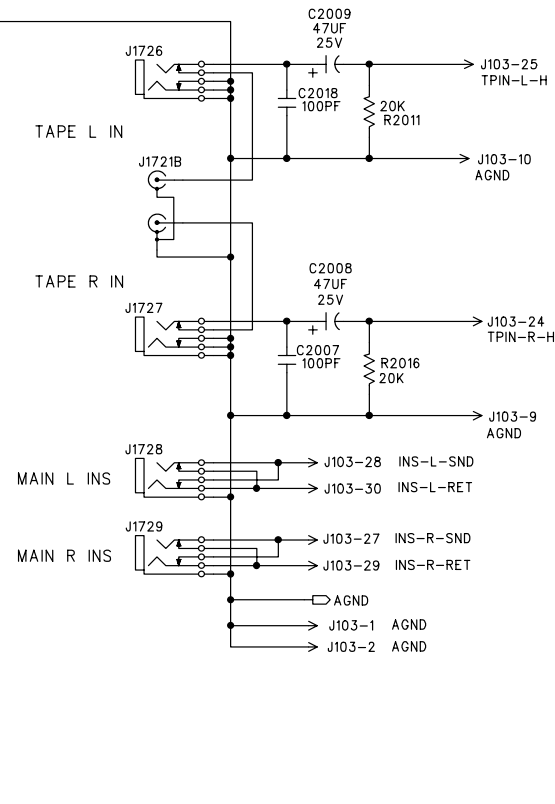 C2009
47UF
25V
J1726
+
J103-25
TPIN-L-H
C2018
100PF
20K
R2011
TAPE L IN
J1721B
J103-10
AGND
TAPE R IN
C2008
47UF
25V
J1727
+
J103-24
TPIN-R-H
C2007
100PF
R2016
20K
J103-9
AGND
J1728
MAIN L INS
J103-28 INS-L-SND
J103-30 INS-L-RET
J1729
MAIN R INS
J103-27 INS-R-SND
J103-29 INS-R-RET
AGND
J103-1 AGND
J103-2 AGND